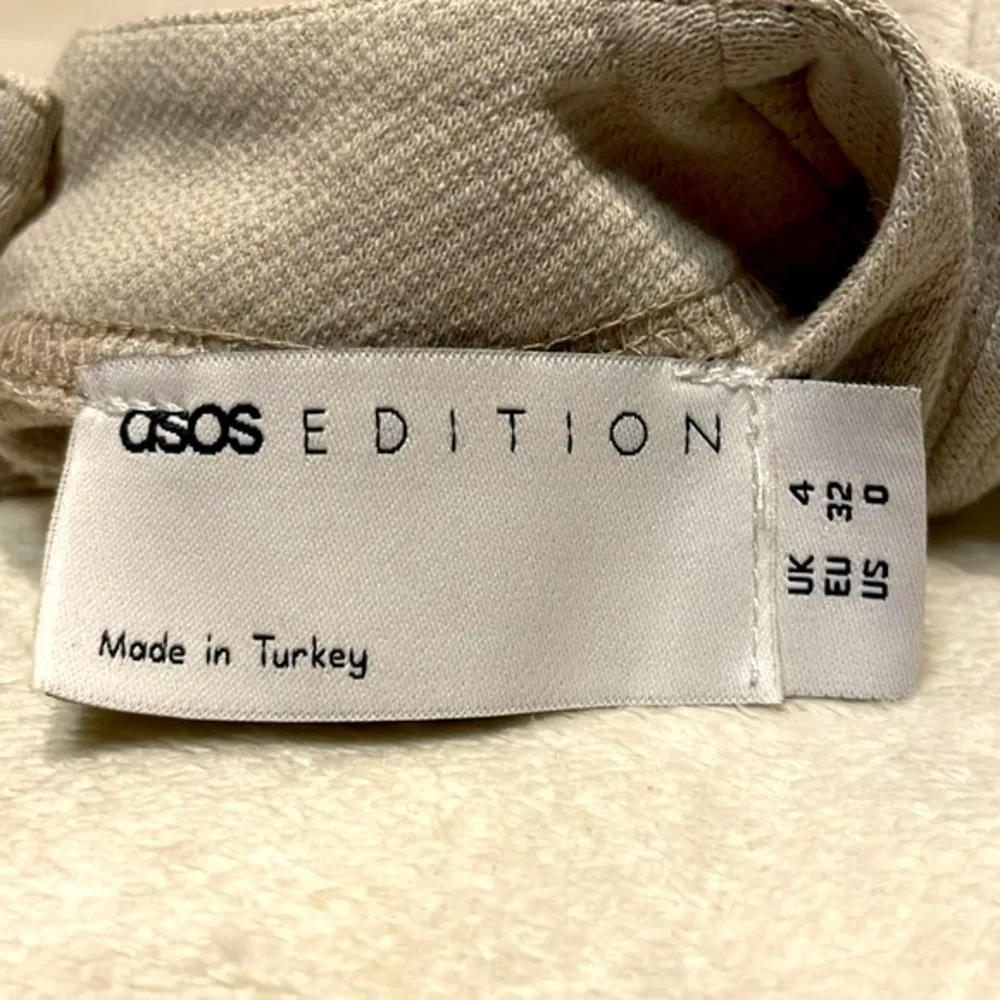 asos EDITION
Made in Turkey
UK 4
EU 32
US 0